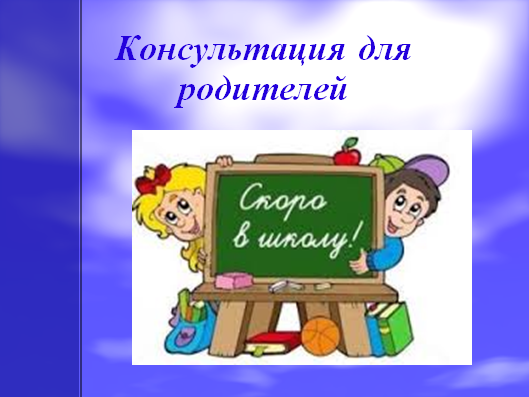 Консультация для
родителей
Скоро
в школу!